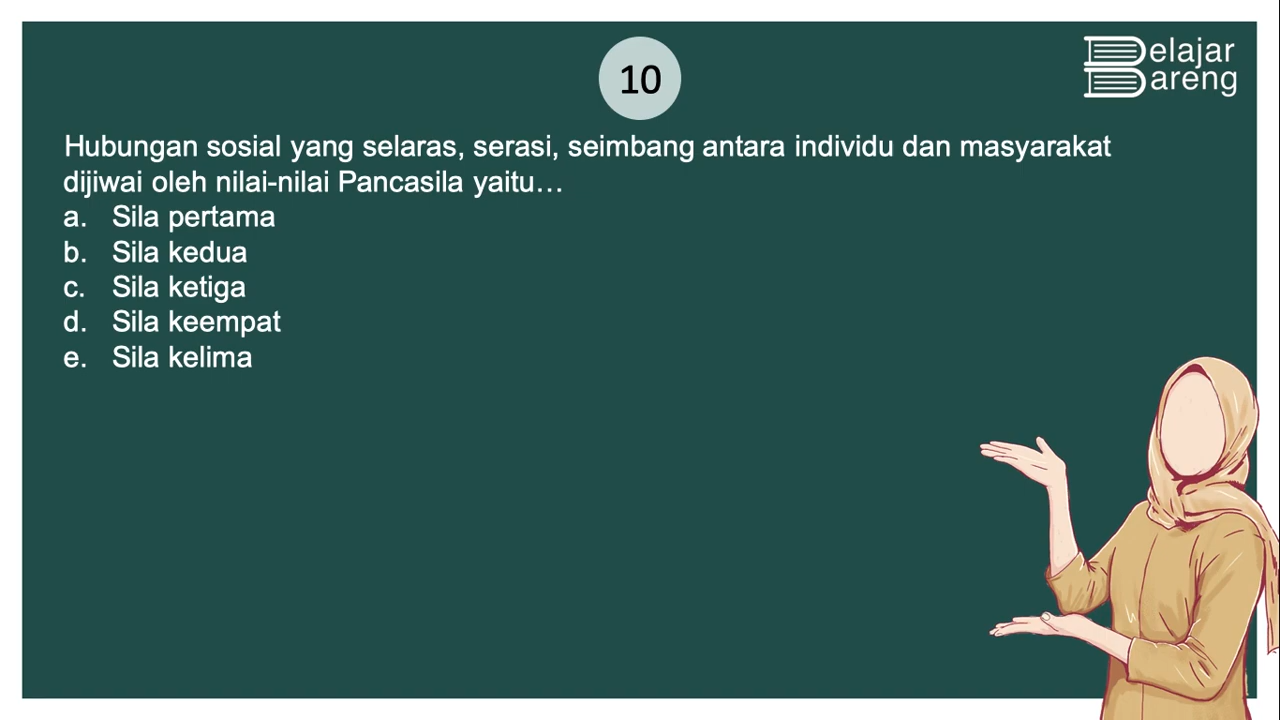 10
Belajar
Bareng
Hubungan sosial yang selaras, serasi, seimbang antara individu dan masyarakat
dijiwai oleh nilai-nilai Pancasila yaitu…
a. Sila pertama
b. Sila kedua
c. Sila ketiga
d. Sila keempat
e. Sila kelima